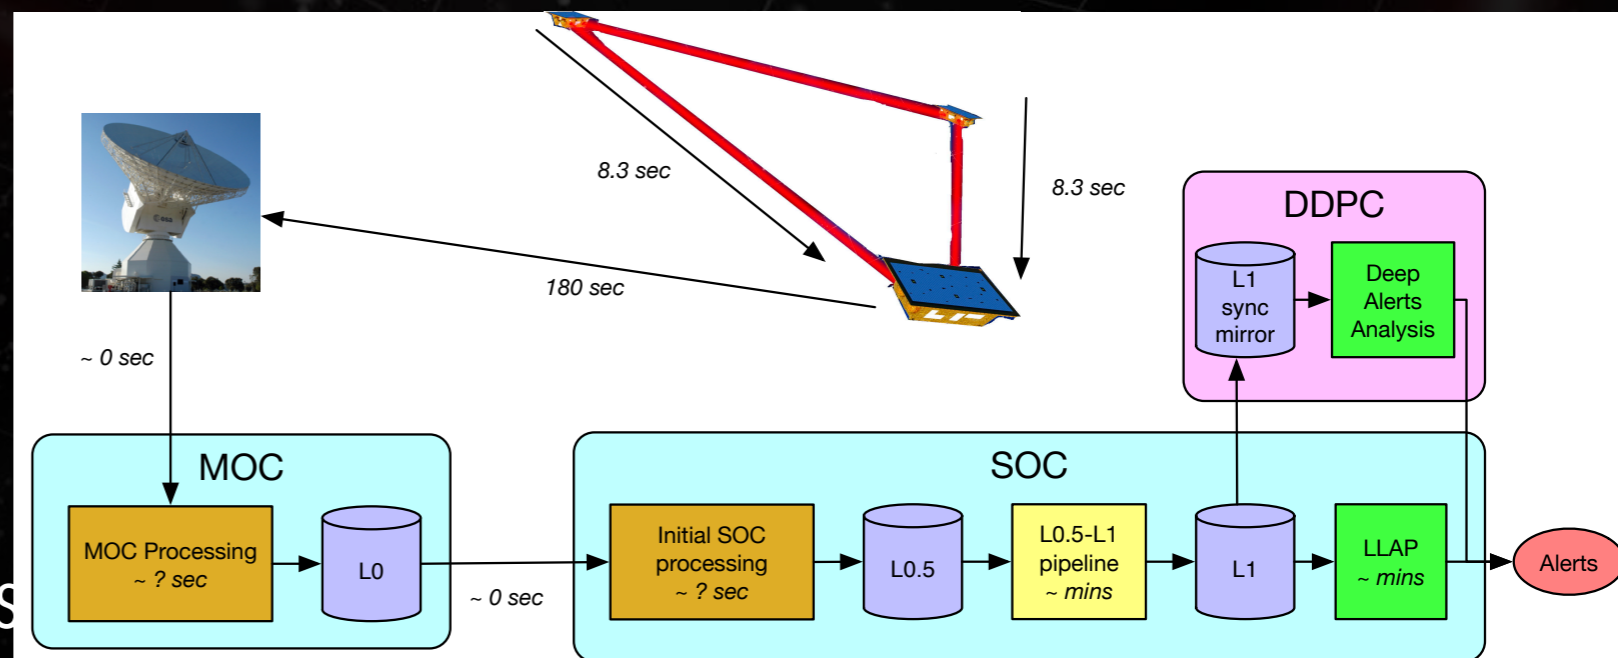 8.3 sec
8.3 sec
180 sec
~ 0 sec
DDPC
L1
sync
mirror
Deep
Alerts
Analysis
MOC
MOC Processing
~ ? sec
L0
~ 0 sec
SOC
Initial SOC
processing
~ ? sec
L0.5
L0.5-L1
pipeline
~ mins
L1
LLAP
~ mins
Alerts
S